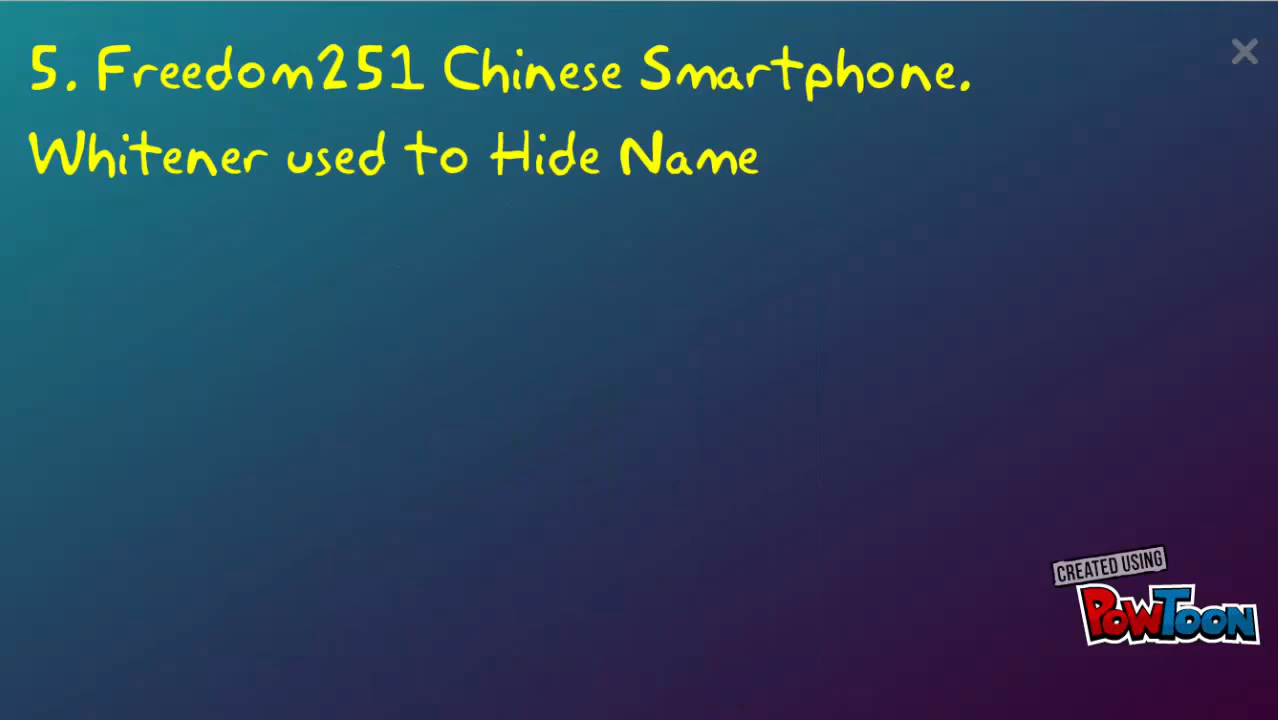 5. Freedom251 Chinese Smartphone.
Whitener used to Hide Name
CREATED USING
POWTOON